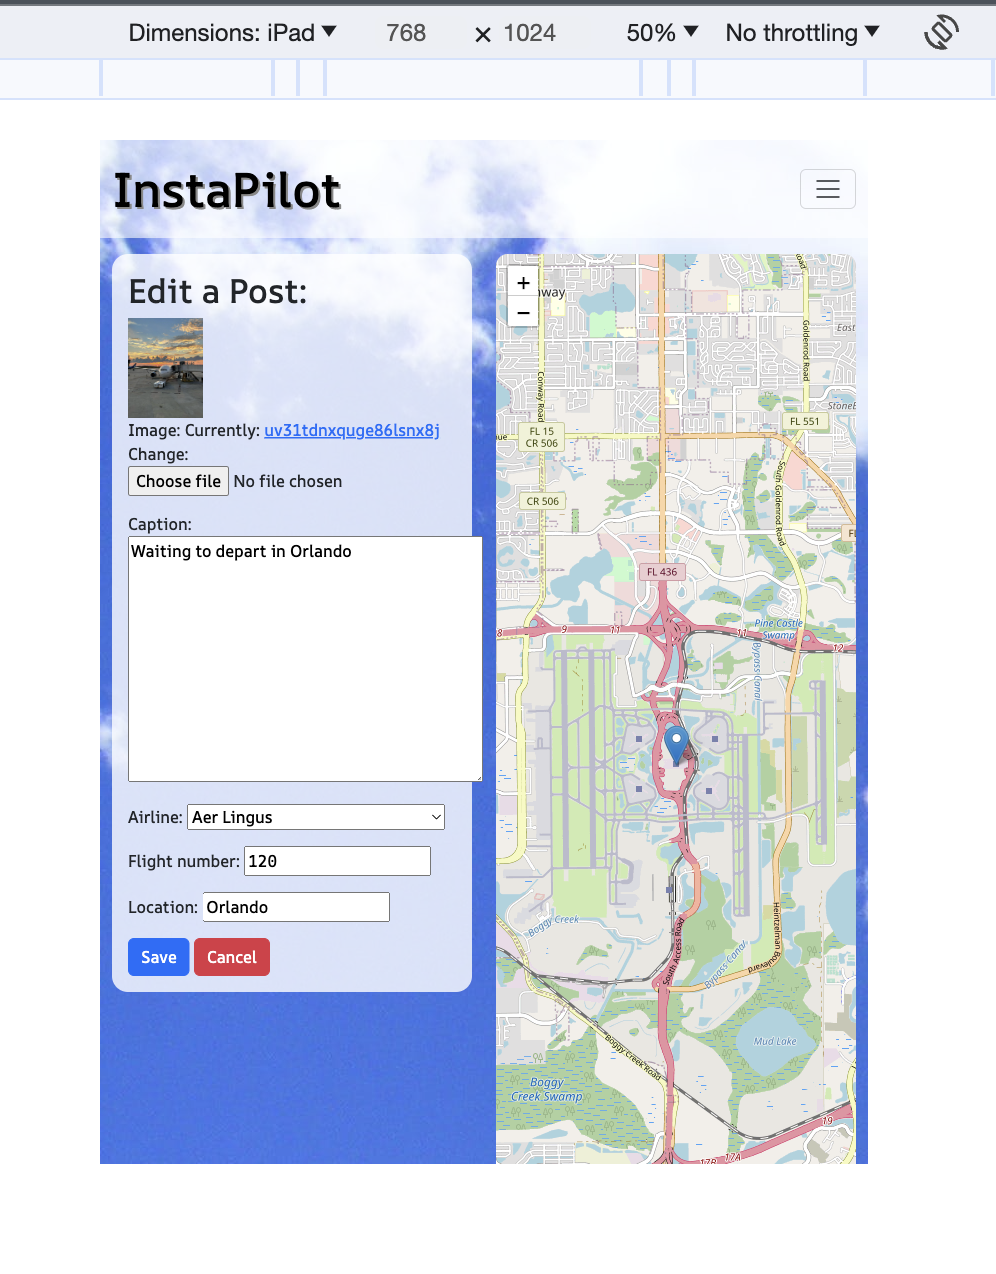 Dimensions: iPad ▼ 768 × 1024 50% ▼ No throttling ▼
InstaPilot
Edit a Post:
Image: Currently: uv31tdnxquge86lsnx8j
Change:
Choose file No file chosen
Caption:
Waiting to depart in Orlando
Airline: Aer Lingus
Flight number: 120
Location: Orlando
Save Cancel
+
−
nway
East
Goldenrod Road
Conway Road
StoneB
FL 551
FL 15
CR 506
ue
South Goldenrod Road
CR 506
FL
FL 436
Pine Castle
Swamp
8
9
11
11
12
Bypass Canal
Boggy Creek
South Access Road
Bypass Canal
Heintzelman Boulevard
Mud Lake
Boggy Creek Road
Boggy
Creek Swamp
19
17B
17A